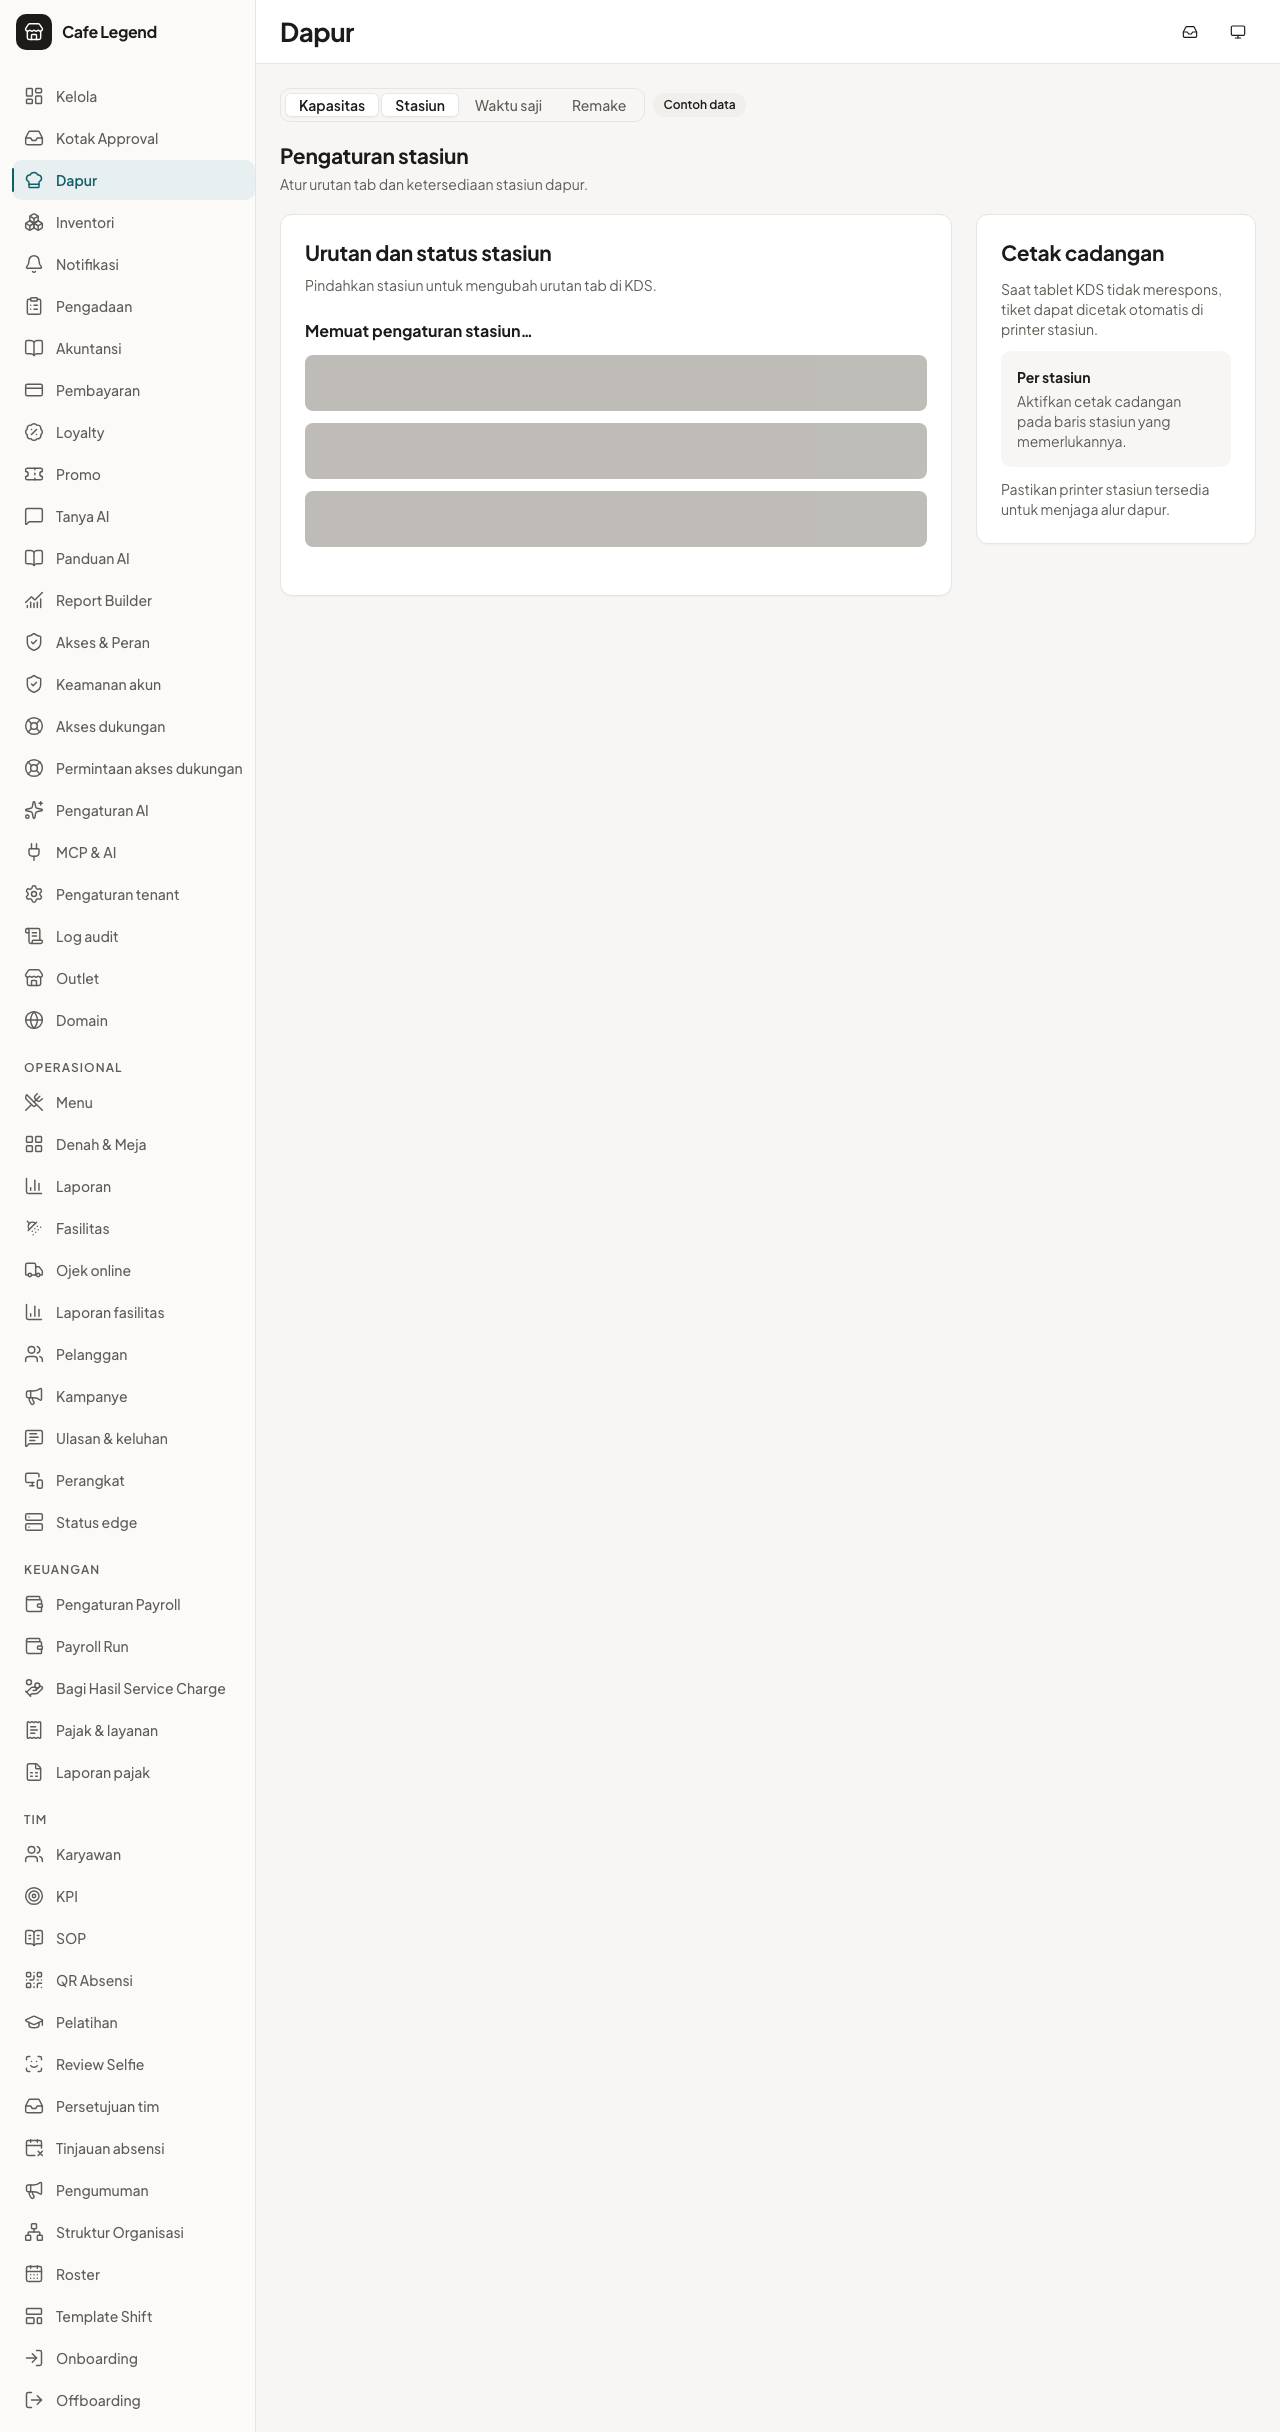 Cafe Legend
Kelola
Kotak Approval
Dapur
Inventori
Notifikasi
Pengadaan
Akuntansi
Pembayaran
Loyalty
Promo
Tanya AI
Panduan AI
Report Builder
Akses & Peran
Keamanan akun
Akses dukungan
Permintaan akses dukungan
Pengaturan AI
MCP & AI
Pengaturan tenant
Log audit
Outlet
Domain
OPERASIONAL
Menu
Denah & Meja
Laporan
Fasilitas
Ojek online
Laporan fasilitas
Pelanggan
Kampanye
Ulasan & keluhan
Perangkat
Status edge
KEUANGAN
Pengaturan Payroll
Payroll Run
Bagi Hasil Service Charge
Pajak & layanan
Laporan pajak
TIM
Karyawan
KPI
SOP
QR Absensi
Pelatihan
Review Selfie
Persetujuan tim
Tinjauan absensi
Pengumuman
Struktur Organisasi
Roster
Template Shift
Onboarding
Offboarding
Dapur
Kapasitas Stasiun Waktu saji Remake Contoh data
Pengaturan stasiun
Atur urutan tab dan ketersediaan stasiun dapur.
Urutan dan status stasiun
Pindahkan stasiun untuk mengubah urutan tab di KDS.
Memuat pengaturan stasiun…
Cetak cadangan
Saat tablet KDS tidak merespons,
tiket dapat dicetak otomatis di
printer stasiun.
Per stasiun
Aktifkan cetak cadangan
pada baris stasiun yang
memerlukannya.
Pastikan printer stasiun tersedia
untuk menjaga alur dapur.